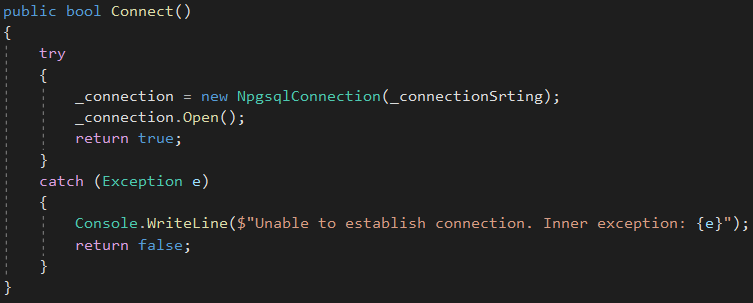 public bool Connect()
{
    try
    {
        _connection = new NpgsqlConnection(_connectionSrting);
        _connection.Open();
        return true;
    }
    catch (Exception e)
    {
        Console.WriteLine($"Unable to establish connection. Inner exception: {e}");
        return false;
    }
}